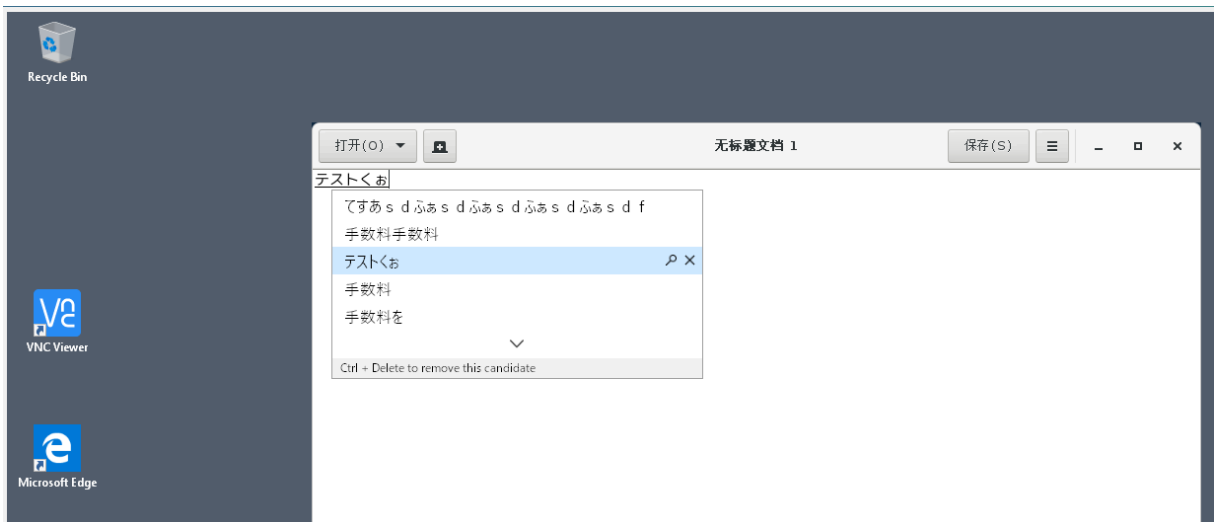 Recycle Bin
打开(O)
无标题文档 1
保存(S)
テストくぉ
てすあｓｄふぁｓｄふぁｓｄふぁｓｄふぁｓｄｆ
手数料手数料
テストくぉ
手数料
手数料を
Ctrl + Delete to remove this candidate
VNC Viewer
Microsoft Edge